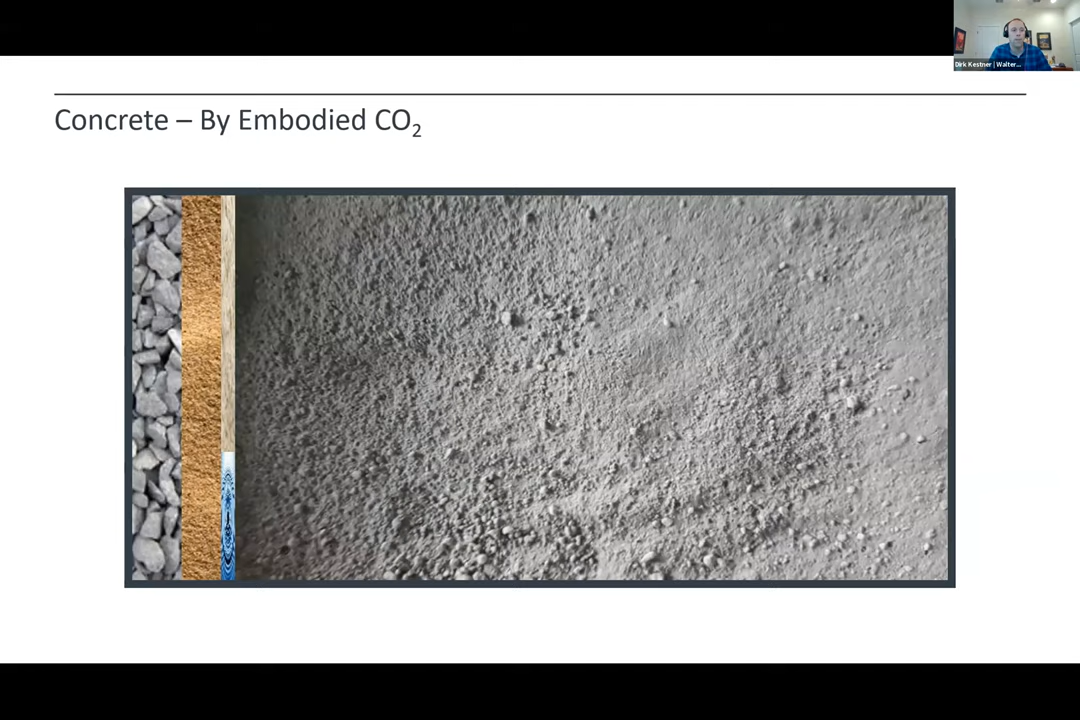 Dirk Kestner | Walter...
Concrete – By Embodied CO₂